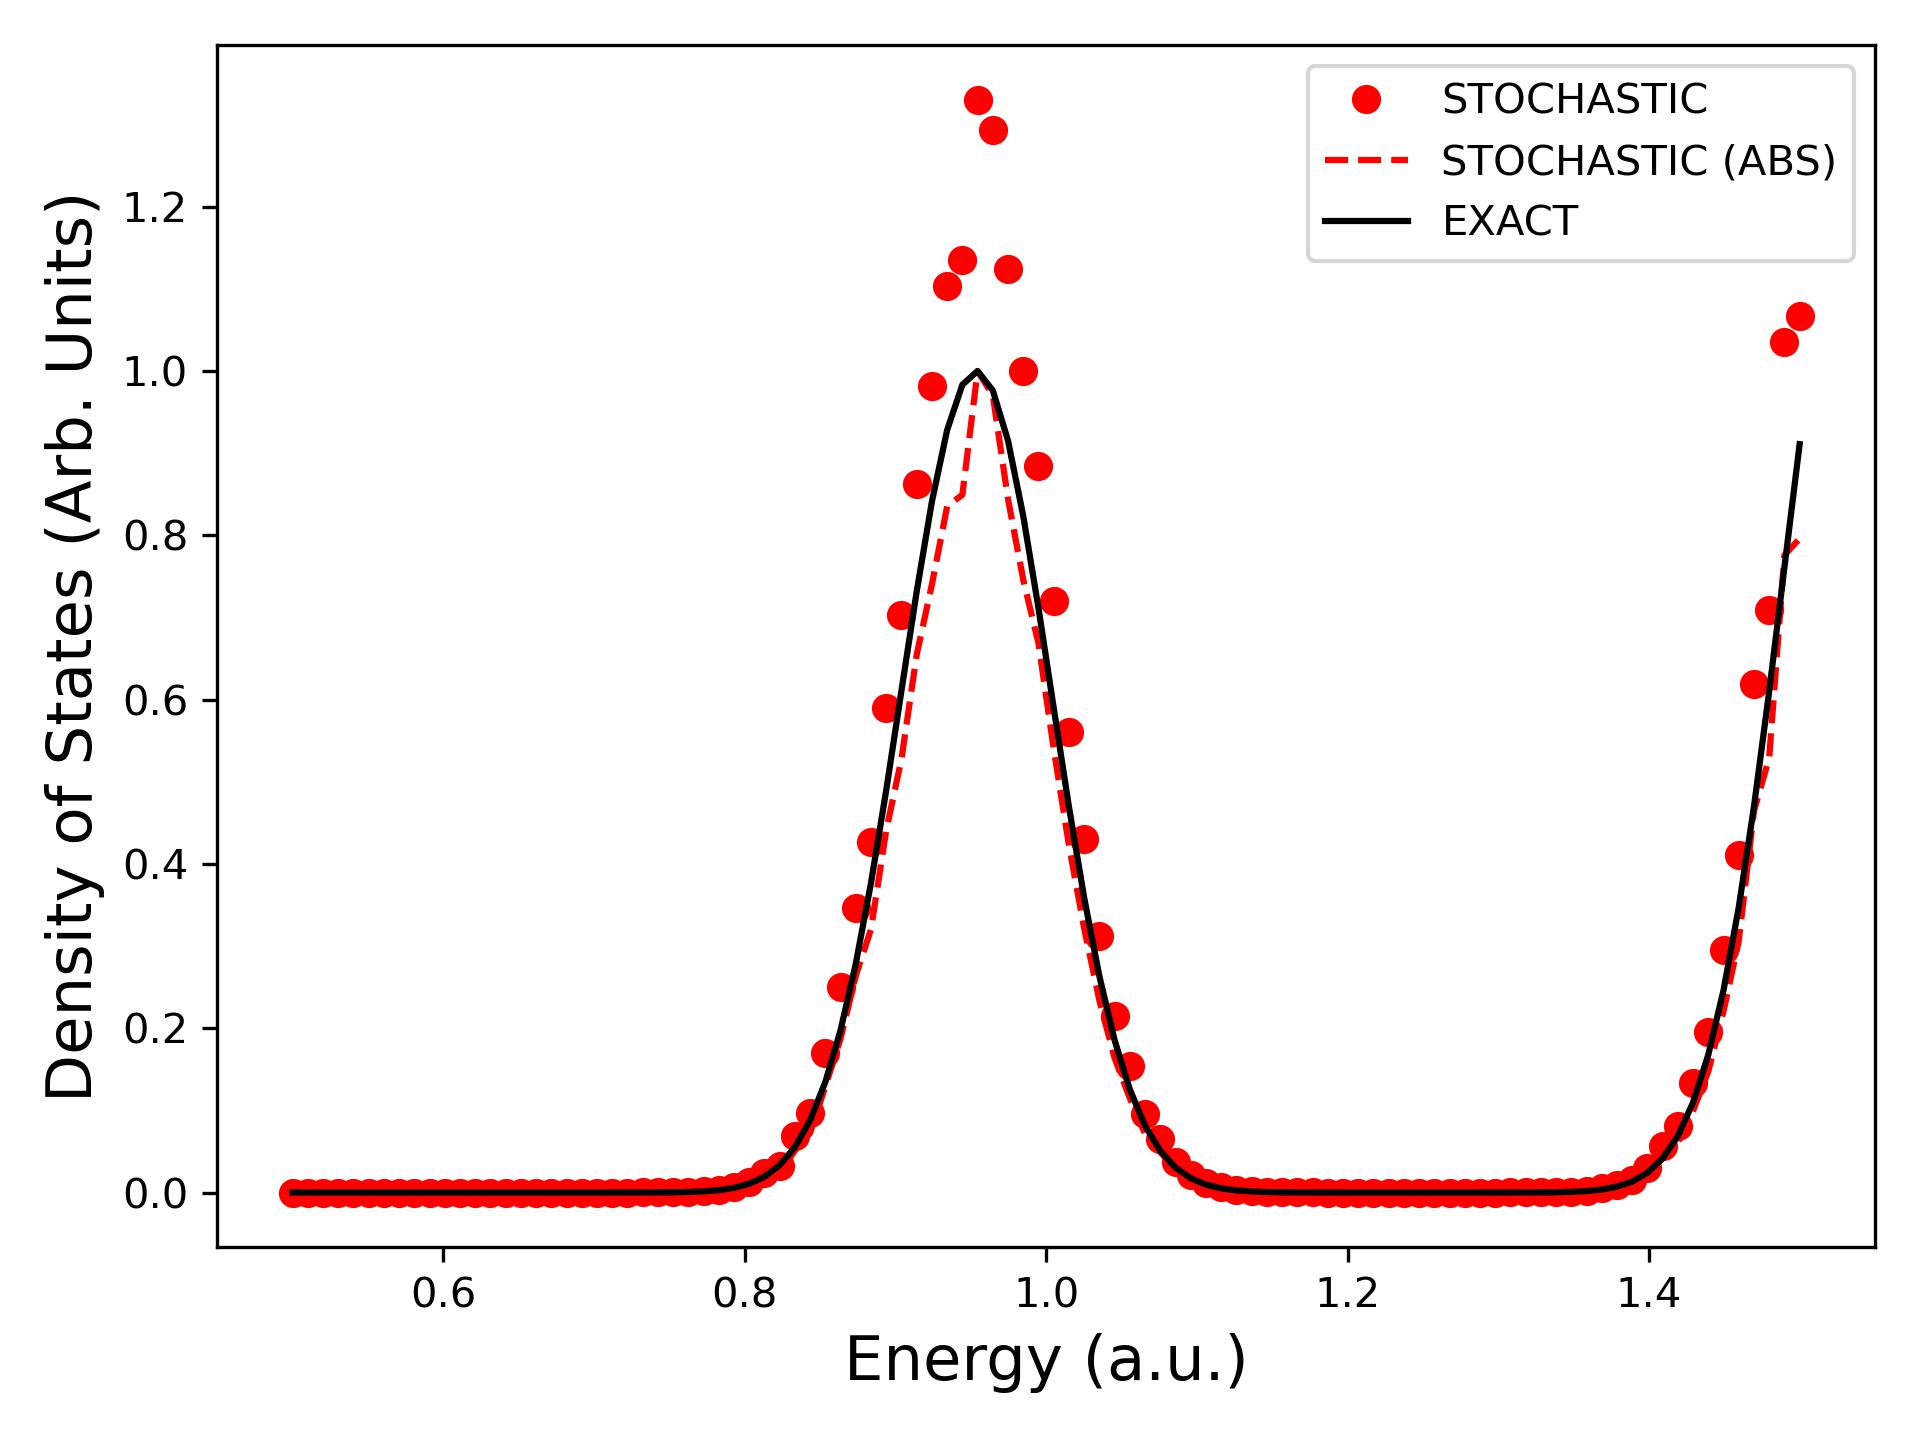 STOCHASTIC
STOCHASTIC (ABS)
EXACT
Density of States (Arb. Units)
1.2
1.0
0.8
0.6
0.4
0.2
0.0
0.6 0.8 1.0 1.2 1.4
Energy (a.u.)